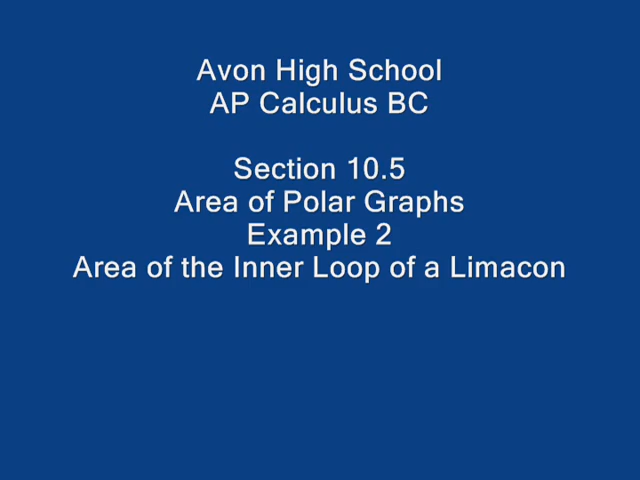 Avon High School
AP Calculus BC
Section 10.5
Area of Polar Graphs
Example 2
Area of the Inner Loop of a Limacon